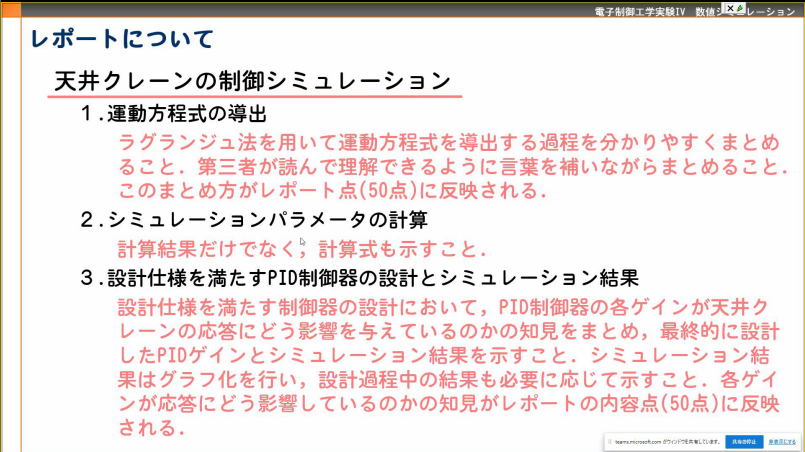 電子制御工学実験IV 数値シミュレーション
レポートについて
天井クレーンの制御シミュレーション
１.運動方程式の導出
ラグランジュ法を用いて運動方程式を導出する過程を分かりやすくまとめ
ること．第三者が読んで理解できるように言葉を補いながらまとめること．
このまとめ方がレポート点(50点)に反映される．
２.シミュレーションパラメータの計算
計算結果だけでなく，計算式も示すこと．
３.設計仕様を満たすPID制御器の設計とシミュレーション結果
設計仕様を満たす制御器の設計において，PID制御器の各ゲインが天井ク
レーンの応答にどう影響を与えているのかの知見をまとめ，最終的に設計
したPIDゲインとシミュレーション結果を示すこと．シミュレーション結
果はグラフ化を行い，設計過程中の結果も必要に応じて示すこと．各ゲイ
ンが応答にどう影響しているのかの知見がレポートの内容点(50点)に反映
される．
teams.microsoft.com がウィンドウを共有しています。 共有の停止 非表示にする